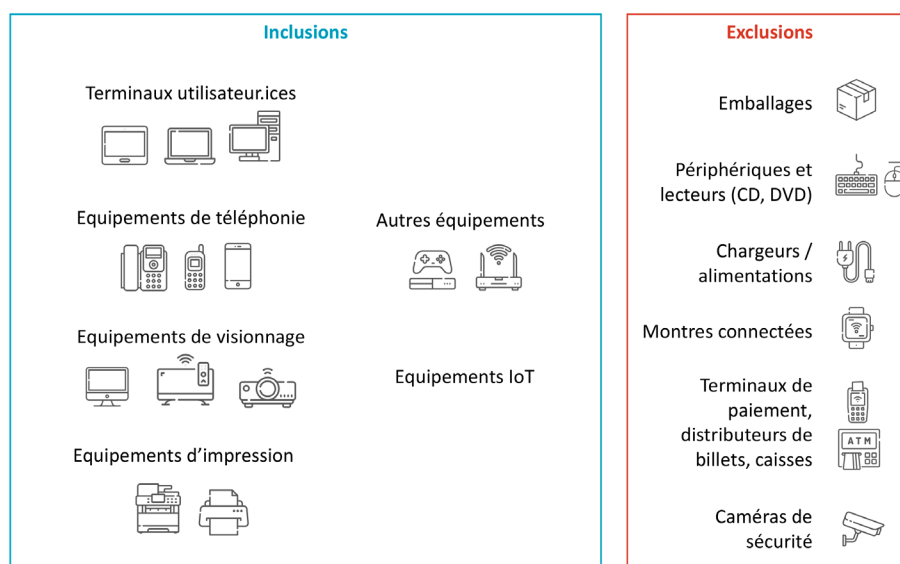 Inclusions
Terminaux utilisateur.ices
Equipements de téléphonie
Autres équipements
Equipements de visionnage
Equipements IoT
Equipements d'impression
Exclusions
Emballages
Périphériques et
lecteurs (CD, DVD)
Chargeurs /
alimentations
Montres connectées
Terminaux de
paiement,
distributeurs de
billets, caisses
ATM
Caméras de
sécurité